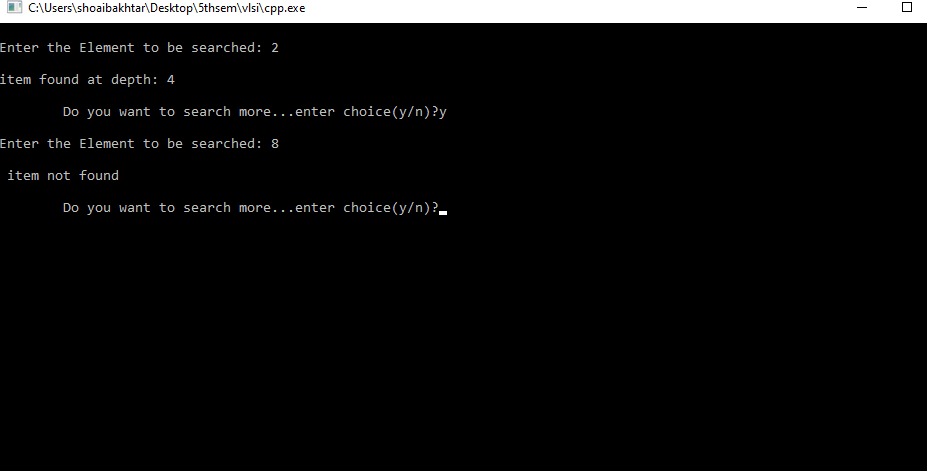 C:\Users\shoaibakhtar\Desktop\5thsem\vlsi\cpp.exe
Enter the Element to be searched: 2
item found at depth: 4
Do you want to search more...enter choice(y/n)?y
Enter the Element to be searched: 8
item not found
Do you want to search more...enter choice(y/n)?